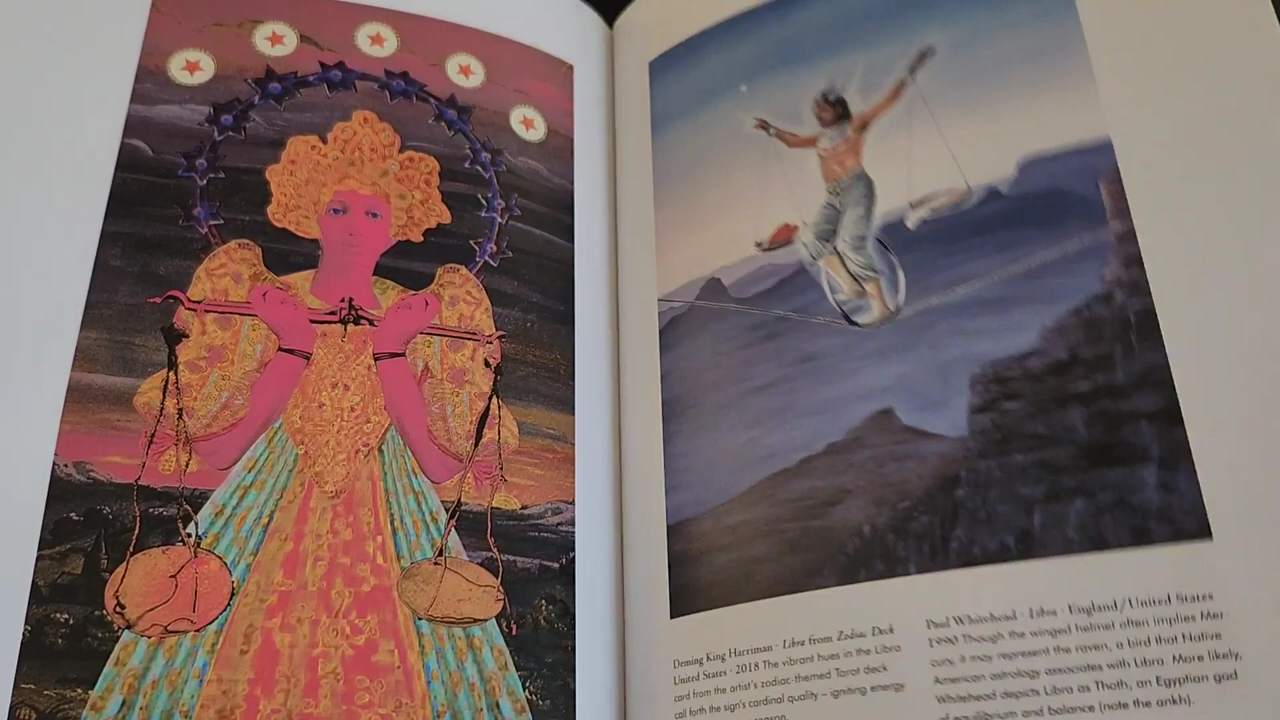 Deming King Harriman · Libra from Zodiac Deck
United States · 2018 The vibrant hues in the Libra
card from the artist's zodiac-themed Tarot deck
call forth the sign's cardinal quality – igniting energy
season.
Paul Whitehead · Libra · England/United States
1990 Though the winged helmet often implies Mer-
cury, it may represent the raven, a bird that Native
American astrology associates with Libra. More likely,
Whitehead depicts Libra as Thoth, an Egyptian god
of equilibrium and balance (note the ankh).